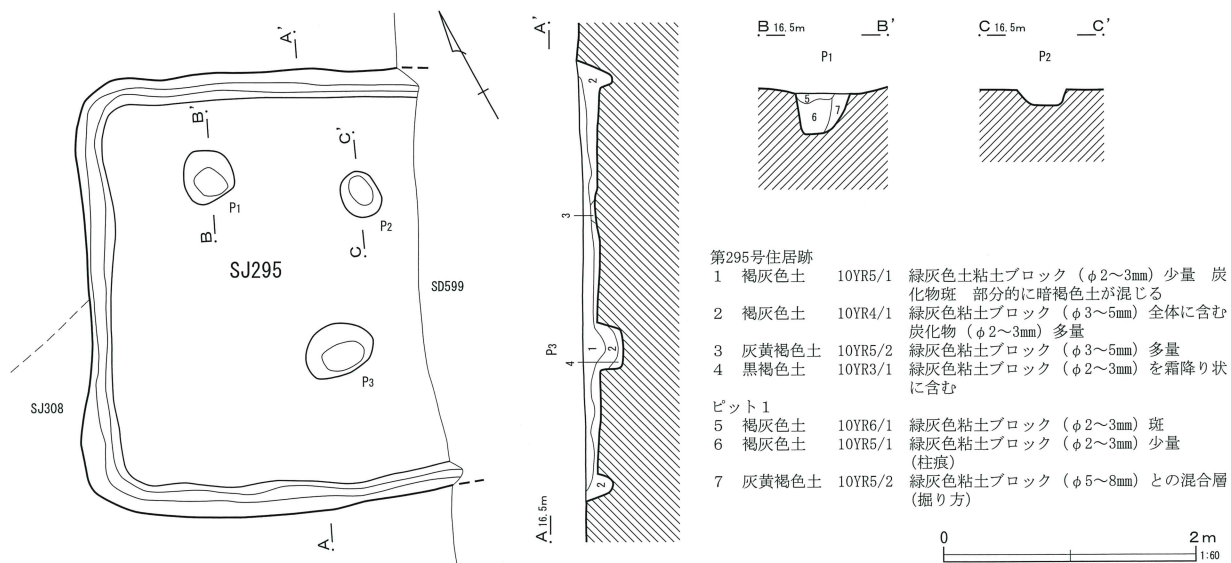 A'
B'
B
P1
C'
C
P2
SJ295
SD599
P3
SJ308
A
A'
2
3
P3
1
2
4
2
A 16.5m
B 16.5m B'
P1
5
6
7
C 16.5m C'
P2
第295号住居跡
1 褐灰色土 10YR5/1 緑灰色土粘土ブロック(φ2～3mm)少量 炭
化物斑 部分的に暗褐色土が混じる
2 褐灰色土 10YR4/1 緑灰色粘土ブロック(φ3～5mm)全体に含む
炭化物(φ2～3mm)多量
3 灰黄褐色土 10YR5/2 緑灰色粘土ブロック(φ3～5mm)多量
4 黒褐色土 10YR3/1 緑灰色粘土ブロック(φ2～3mm)を霜降り状
に含む
ピット1
5 褐灰色土 10YR6/1 緑灰色粘土ブロック(φ2～3mm)斑
6 褐灰色土 10YR5/1 緑灰色粘土ブロック(φ2～3mm)少量
(柱痕)
7 灰黄褐色土 10YR5/2 緑灰色粘土ブロック(φ5～8mm)との混合層
(掘り方)
0 2m
1:60